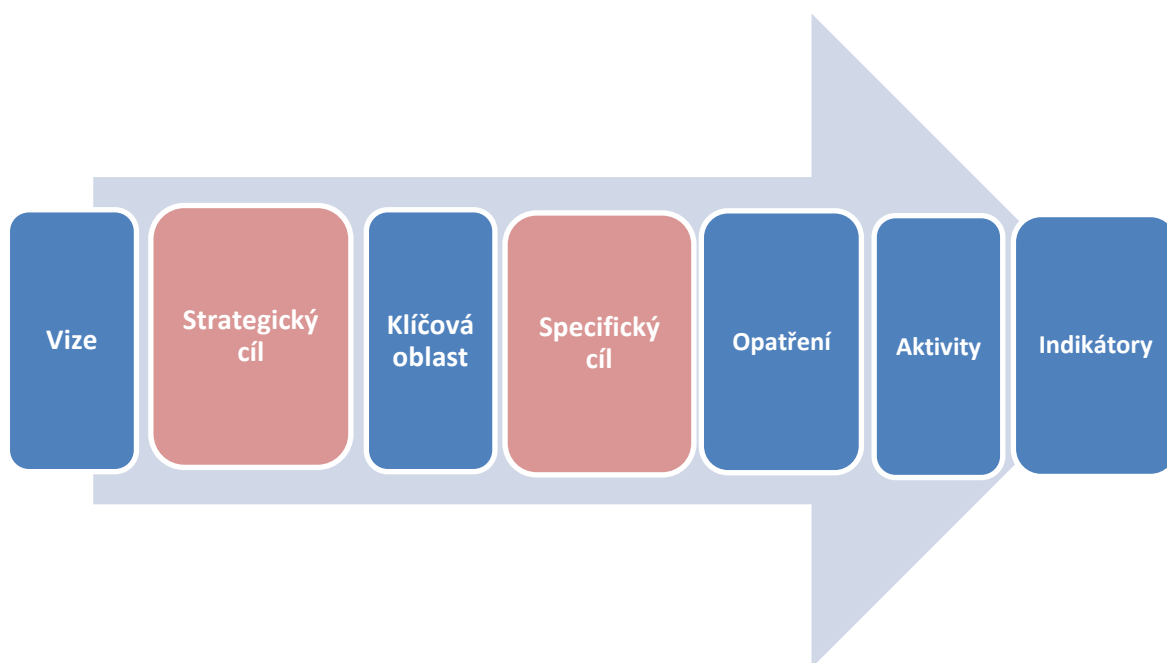 Vize
Strategický
cíl
Klíčová
oblast
Specifický
cíl
Opatření
Aktivity
Indikátory